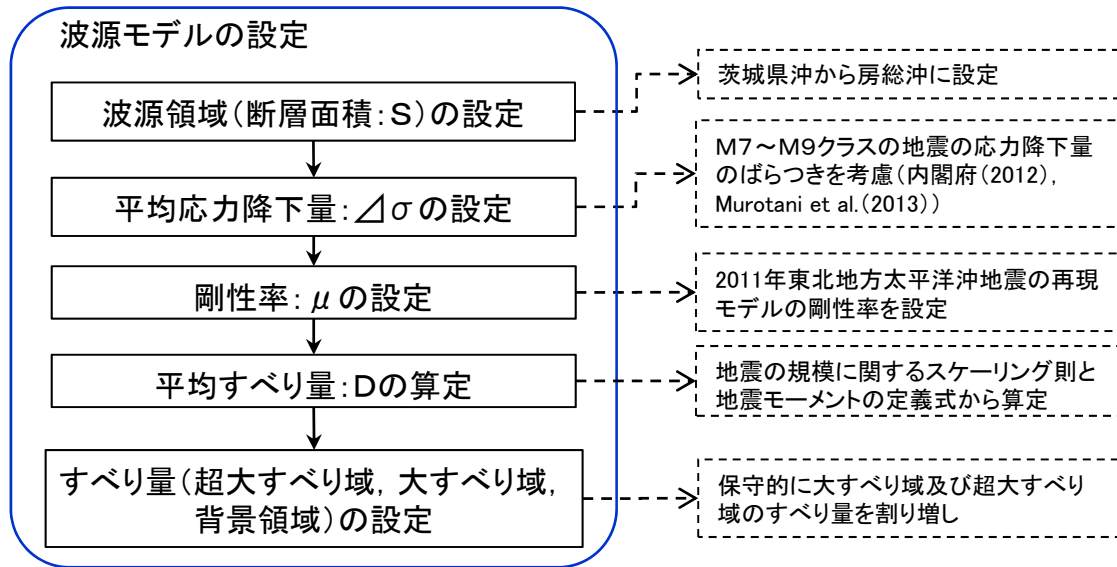 波源モデルの設定
波源領域(断層面積:S)の設定
茨城県沖から房総沖に設定
平均応力降下量:⊿σの設定
M7~M9クラスの地震の応力降下量
のばらつきを考慮(内閣府(2012),
Murotani et al.(2013))
剛性率:μの設定
2011年東北地方太平洋沖地震の再現
モデルの剛性率を設定
平均すべり量:Dの算定
地震の規模に関するスケーリング則と
地震モーメントの定義式から算定
すべり量(超大すべり域,大すべり域,
背景領域)の設定
保守的に大すべり域及び超大すべり
域のすべり量を割り増し